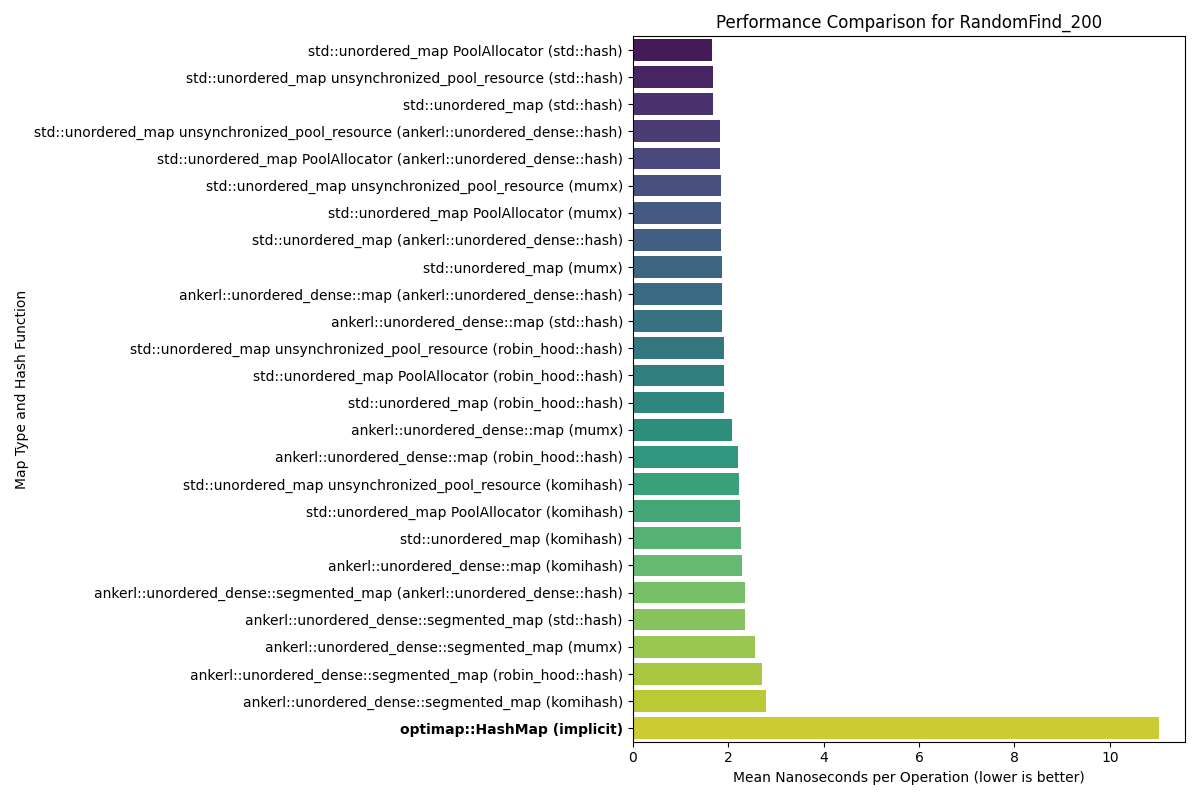 Performance Comparison for RandomFind_200
std::unordered_map PoolAllocator (std::hash)
std::unordered_map unsynchronized_pool_resource (std::hash)
std::unordered_map (std::hash)
std::unordered_map unsynchronized_pool_resource (ankerl::unordered_dense::hash)
std::unordered_map PoolAllocator (ankerl::unordered_dense::hash)
std::unordered_map unsynchronized_pool_resource (mumx)
std::unordered_map PoolAllocator (mumx)
std::unordered_map (ankerl::unordered_dense::hash)
std::unordered_map (mumx)
ankerl::unordered_dense::map (ankerl::unordered_dense::hash)
ankerl::unordered_dense::map (std::hash)
std::unordered_map unsynchronized_pool_resource (robin_hood::hash)
std::unordered_map PoolAllocator (robin_hood::hash)
std::unordered_map (robin_hood::hash)
ankerl::unordered_dense::map (mumx)
ankerl::unordered_dense::map (robin_hood::hash)
std::unordered_map unsynchronized_pool_resource (komihash)
std::unordered_map PoolAllocator (komihash)
std::unordered_map (komihash)
ankerl::unordered_dense::map (komihash)
ankerl::unordered_dense::segmented_map (ankerl::unordered_dense::hash)
ankerl::unordered_dense::segmented_map (std::hash)
ankerl::unordered_dense::segmented_map (mumx)
ankerl::unordered_dense::segmented_map (robin_hood::hash)
ankerl::unordered_dense::segmented_map (komihash)
optimap::HashMap (implicit)
Map Type and Hash Function
0 2 4 6 8 10
Mean Nanoseconds per Operation (lower is better)